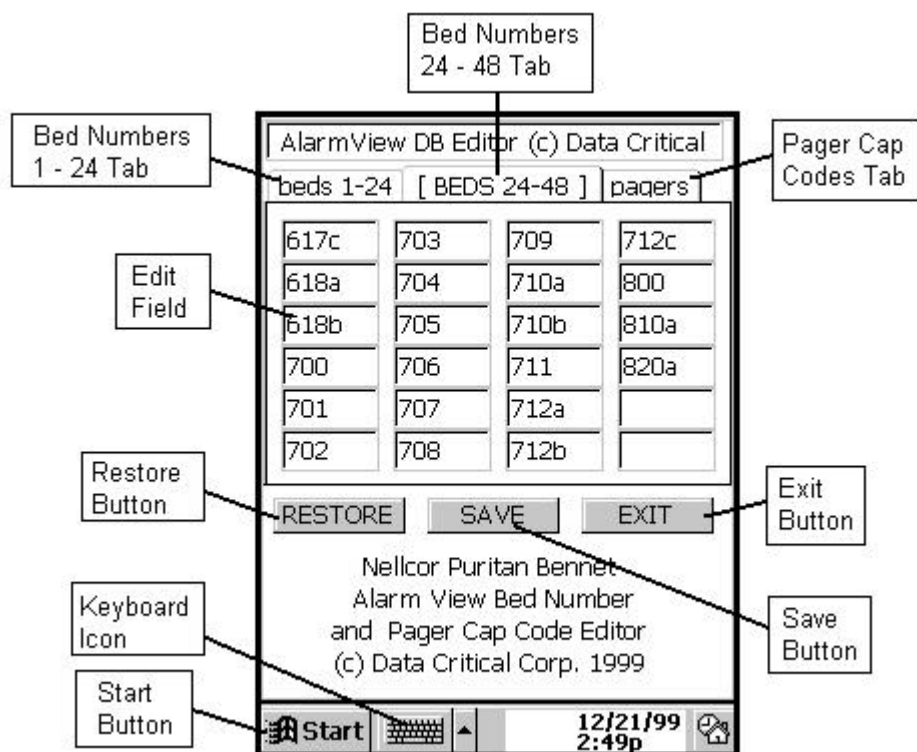 Bed Numbers
24 - 48 Tab
Bed Numbers
1 - 24 Tab
Pager Cap
Codes Tab
Edit
Field
AlarmView DB Editor (c) Data Critical
beds 1-24 [ BEDS 24-48 ] pagers
617c 703 709 712c
618a 704 710a 800
618b 705 710b 810a
700 706 711 820a
701 707 712a
702 708 712b
Restore
Button
RESTORE SAVE EXIT
Exit
Button
Nellcor Puritan Bennet
Alarm View Bed Number
and Pager Cap Code Editor
(c) Data Critical Corp. 1999
Keyboard
Icon
Save
Button
Start
Button
Start
12/21/99
2:49p